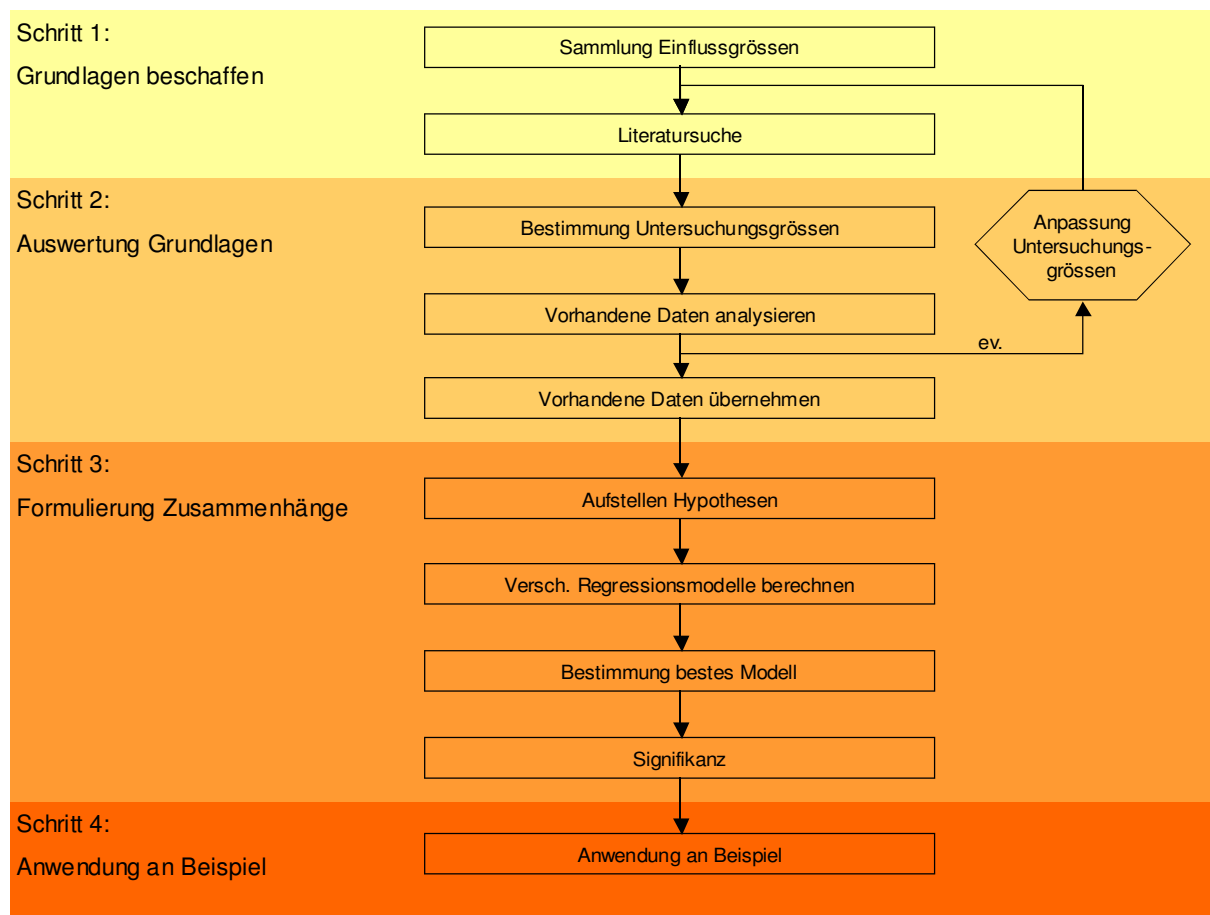 Schritt 1:
Grundlagen beschaffen
Sammlung Einflussgrössen
Literatursuche
Schritt 2:
Auswertung Grundlagen
Bestimmung Untersuchungsgrössen
Anpassung
Untersuchungs-
grössen
Vorhandene Daten analysieren
ev.
Vorhandene Daten übernehmen
Schritt 3:
Formulierung Zusammenhänge
Aufstellen Hypothesen
Versch. Regressionsmodelle berechnen
Bestimmung bestes Modell
Signifikanz
Schritt 4:
Anwendung an Beispiel
Anwendung an Beispiel